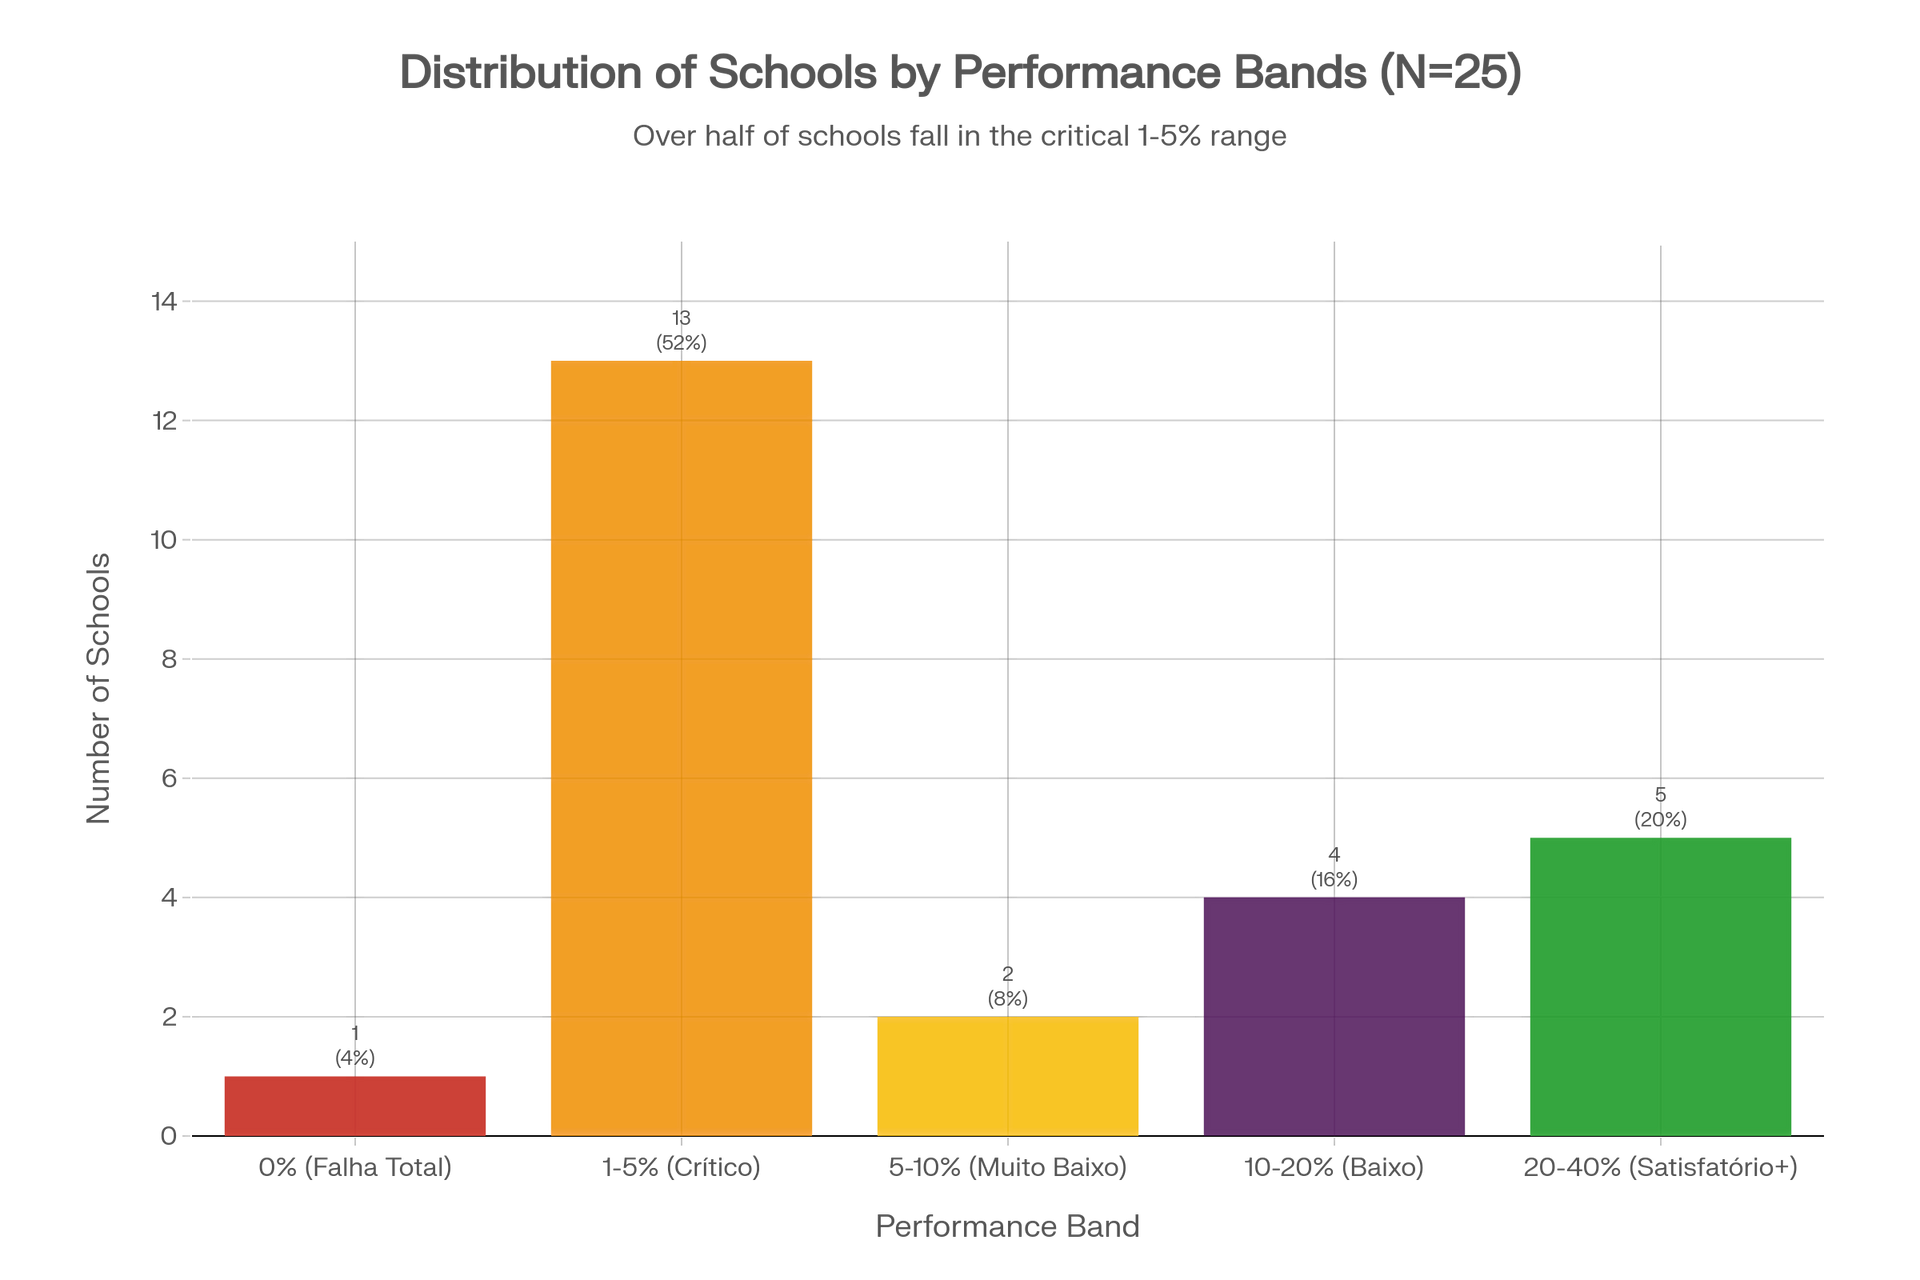 Distribution of Schools by Performance Bands (N=25)
Over half of schools fall in the critical 1-5% range
Number of Schools
14
12
10
8
6
4
2
0
1
(4%)
13
(52%)
2
(8%)
4
(16%)
5
(20%)
0% (Falha Total)
1-5% (Crítico)
5-10% (Muito Baixo)
10-20% (Baixo)
20-40% (Satisfatório+)
Performance Band